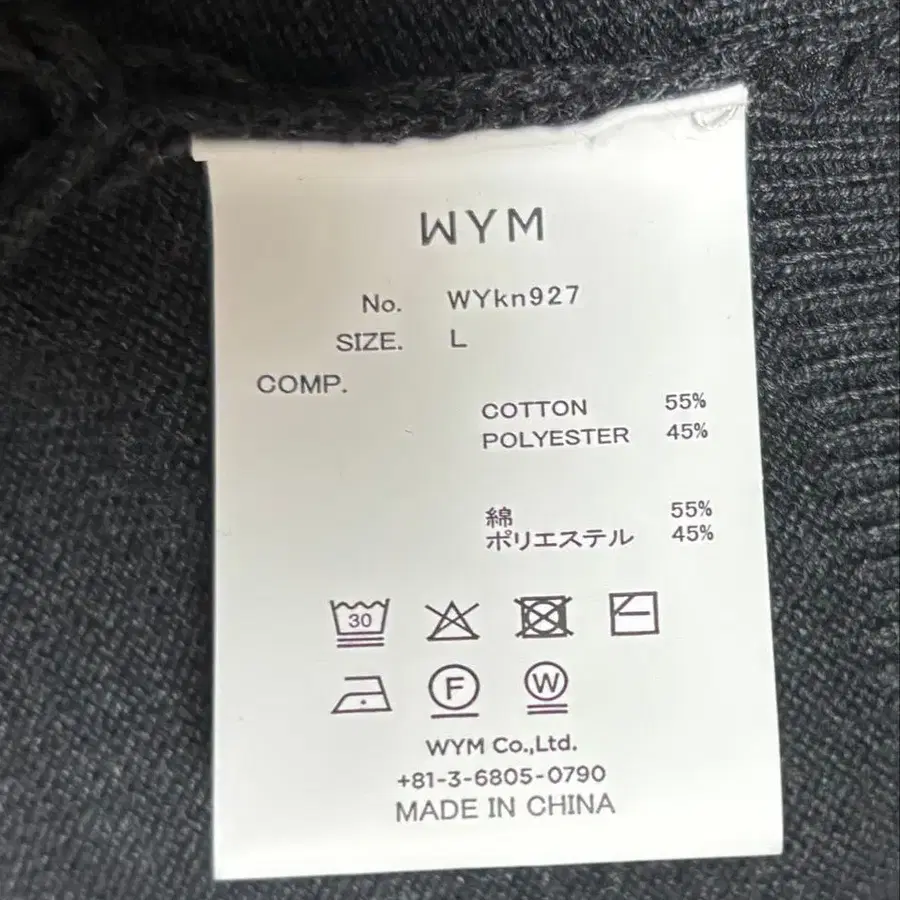 WYM
No. WYkn927
SIZE. L
COMP.
COTTON 55%
POLYESTER 45%
綿 55%
ポリエステル 45%
30
F W
WYM Co.,Ltd.
+81-3-6805-0790
MADE IN CHINA